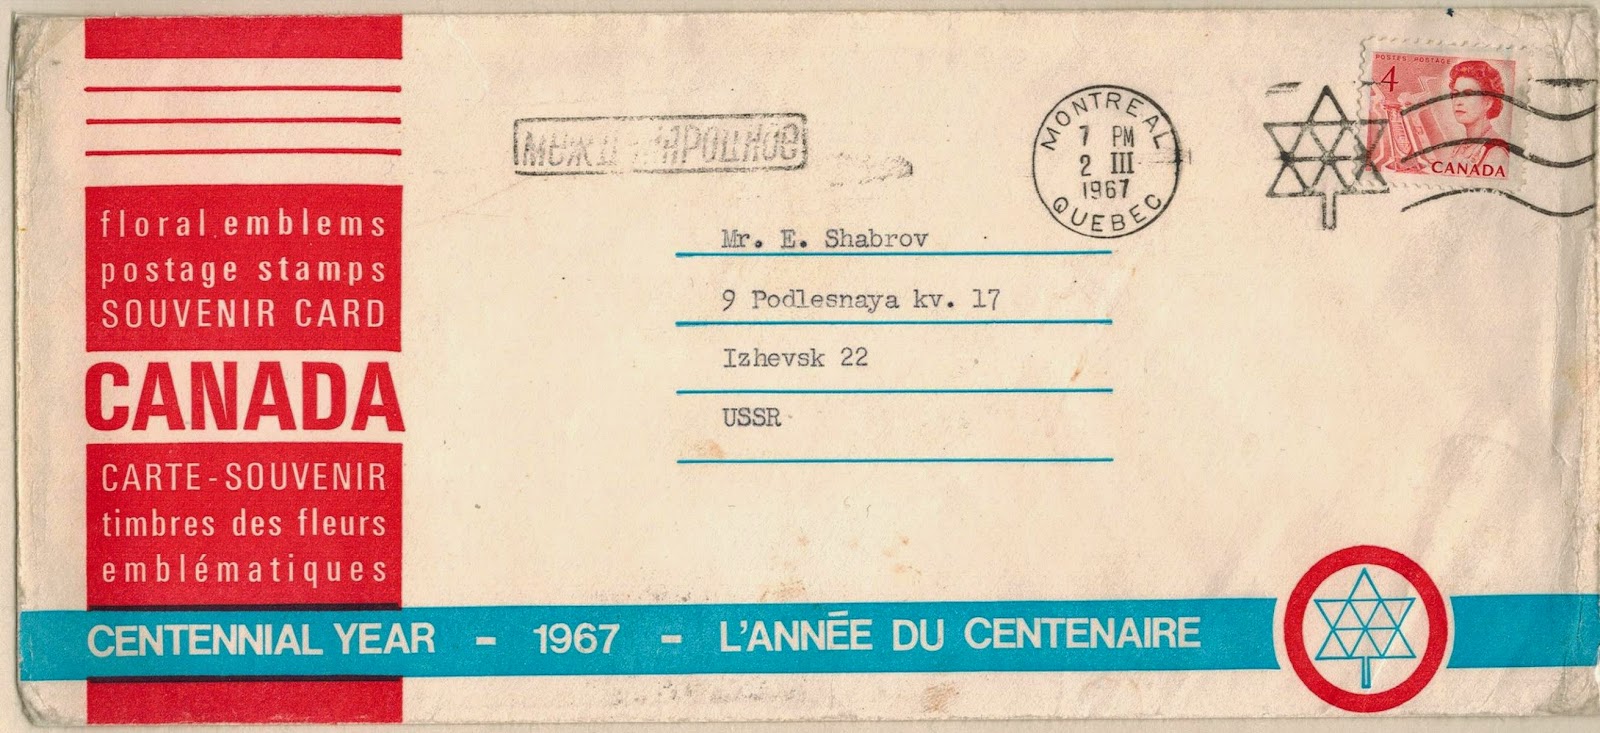 floral emblems
postage stamps
SOUVENIR CARD
CANADA
CARTE-SOUVENIR
timbres des fleurs
emblématiques
CENTENNIAL YEAR - 1967 - L'ANNÉE DU CENTENAIRE
MONTREAL
7 PM
2 III
1967
QUEBEC
POSTES POSTAGE
4
CANADA
Mr. E. Shabrov
9 Podlesnaya kv. 17
Izhevsk 22
USSR